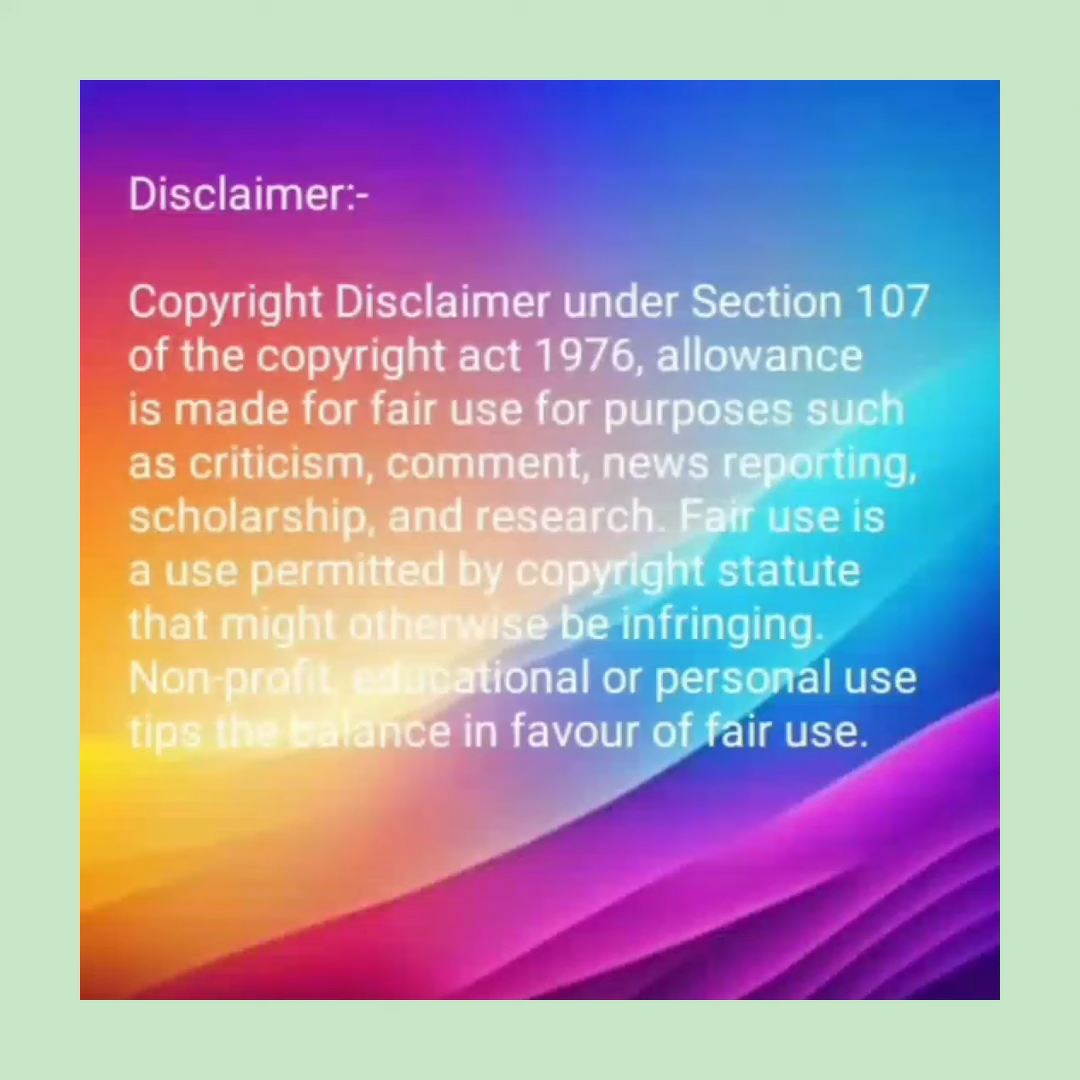 Disclaimer:-
Copyright Disclaimer under Section 107
of the copyright act 1976, allowance
is made for fair use for purposes such
as criticism, comment, news reporting,
scholarship, and research. Fair use is
a use permitted by copyright statute
that might otherwise be infringing.
Non-profit, educational or personal use
tips the balance in favour of fair use.